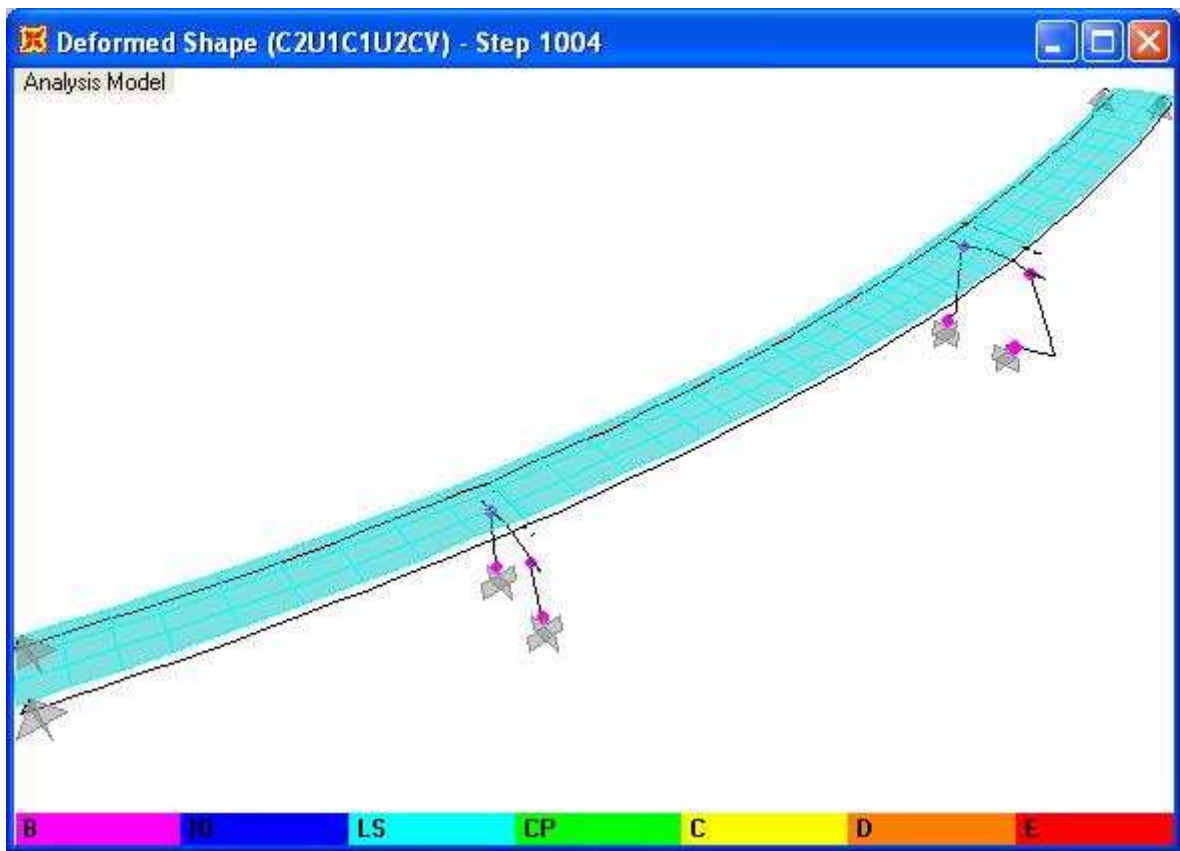 Deformed Shape (C2U1C1U2CV) - Step 1004
Analysis Model
B IO LS CP C D E